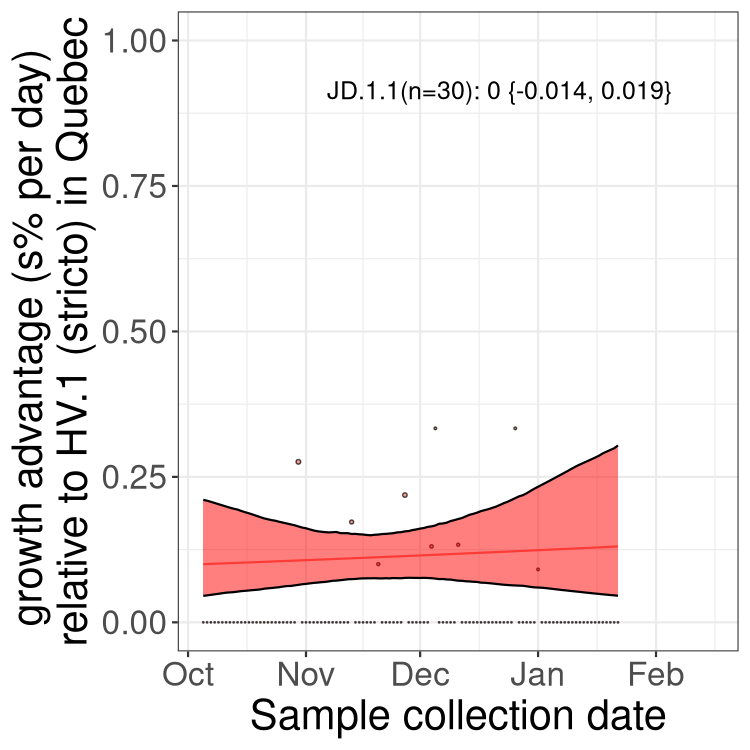 growth advantage (s% per day)
relative to HV.1 (stricto) in Quebec
1.00
0.75
0.50
0.25
0.00
JD.1.1(n=30): 0 {-0.014, 0.019}
Oct Nov Dec Jan Feb
Sample collection date